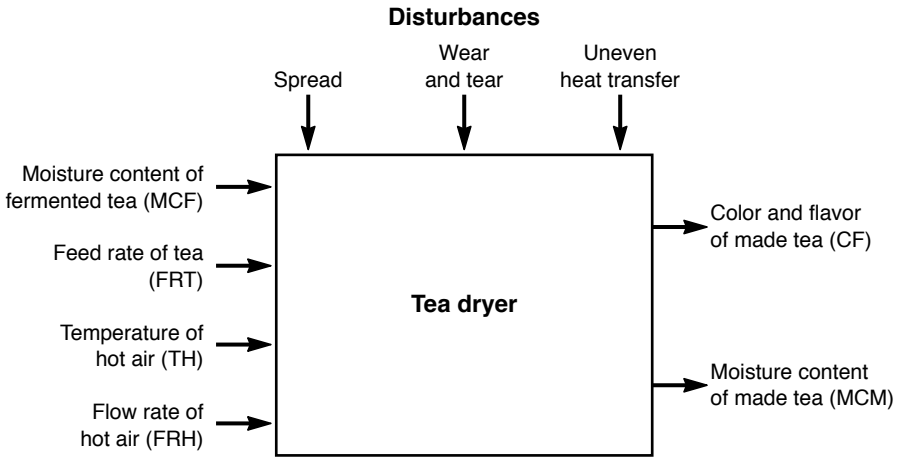 Disturbances
Spread
Wear
and tear
Uneven
heat transfer
Moisture content of
fermented tea (MCF)
Feed rate of tea
(FRT)
Temperature of
hot air (TH)
Flow rate of
hot air (FRH)
Tea dryer
Color and flavor
of made tea (CF)
Moisture content
of made tea (MCM)